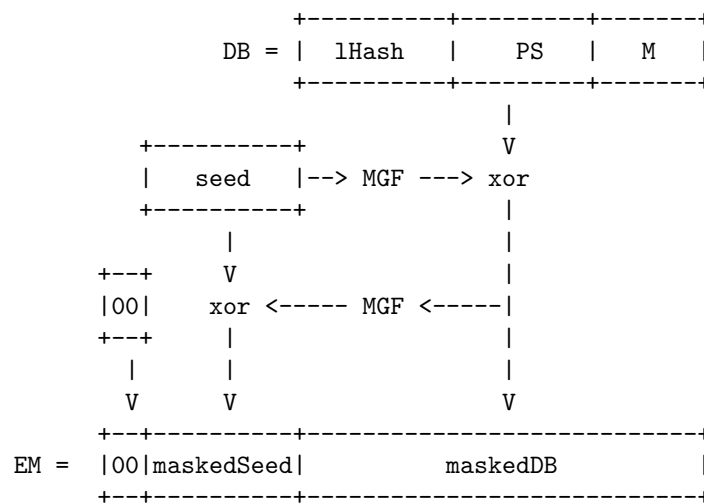 +----------+---------+-------+
                 DB = |  lHash   |    PS   |   M   |
                      +----------+---------+-------+
                                     |
           +----------+              V
           |   seed   |--> MGF ---> xor
           +----------+              |
                 |                   |
        +--+     V                   |
        |00|    xor <----- MGF <-----|
        +--+     |                   |
          |      |                   |
          V      V                   V
        +--+----------+----------------------------+
  EM =  |00|maskedSeed|          maskedDB          |
        +--+----------+----------------------------+